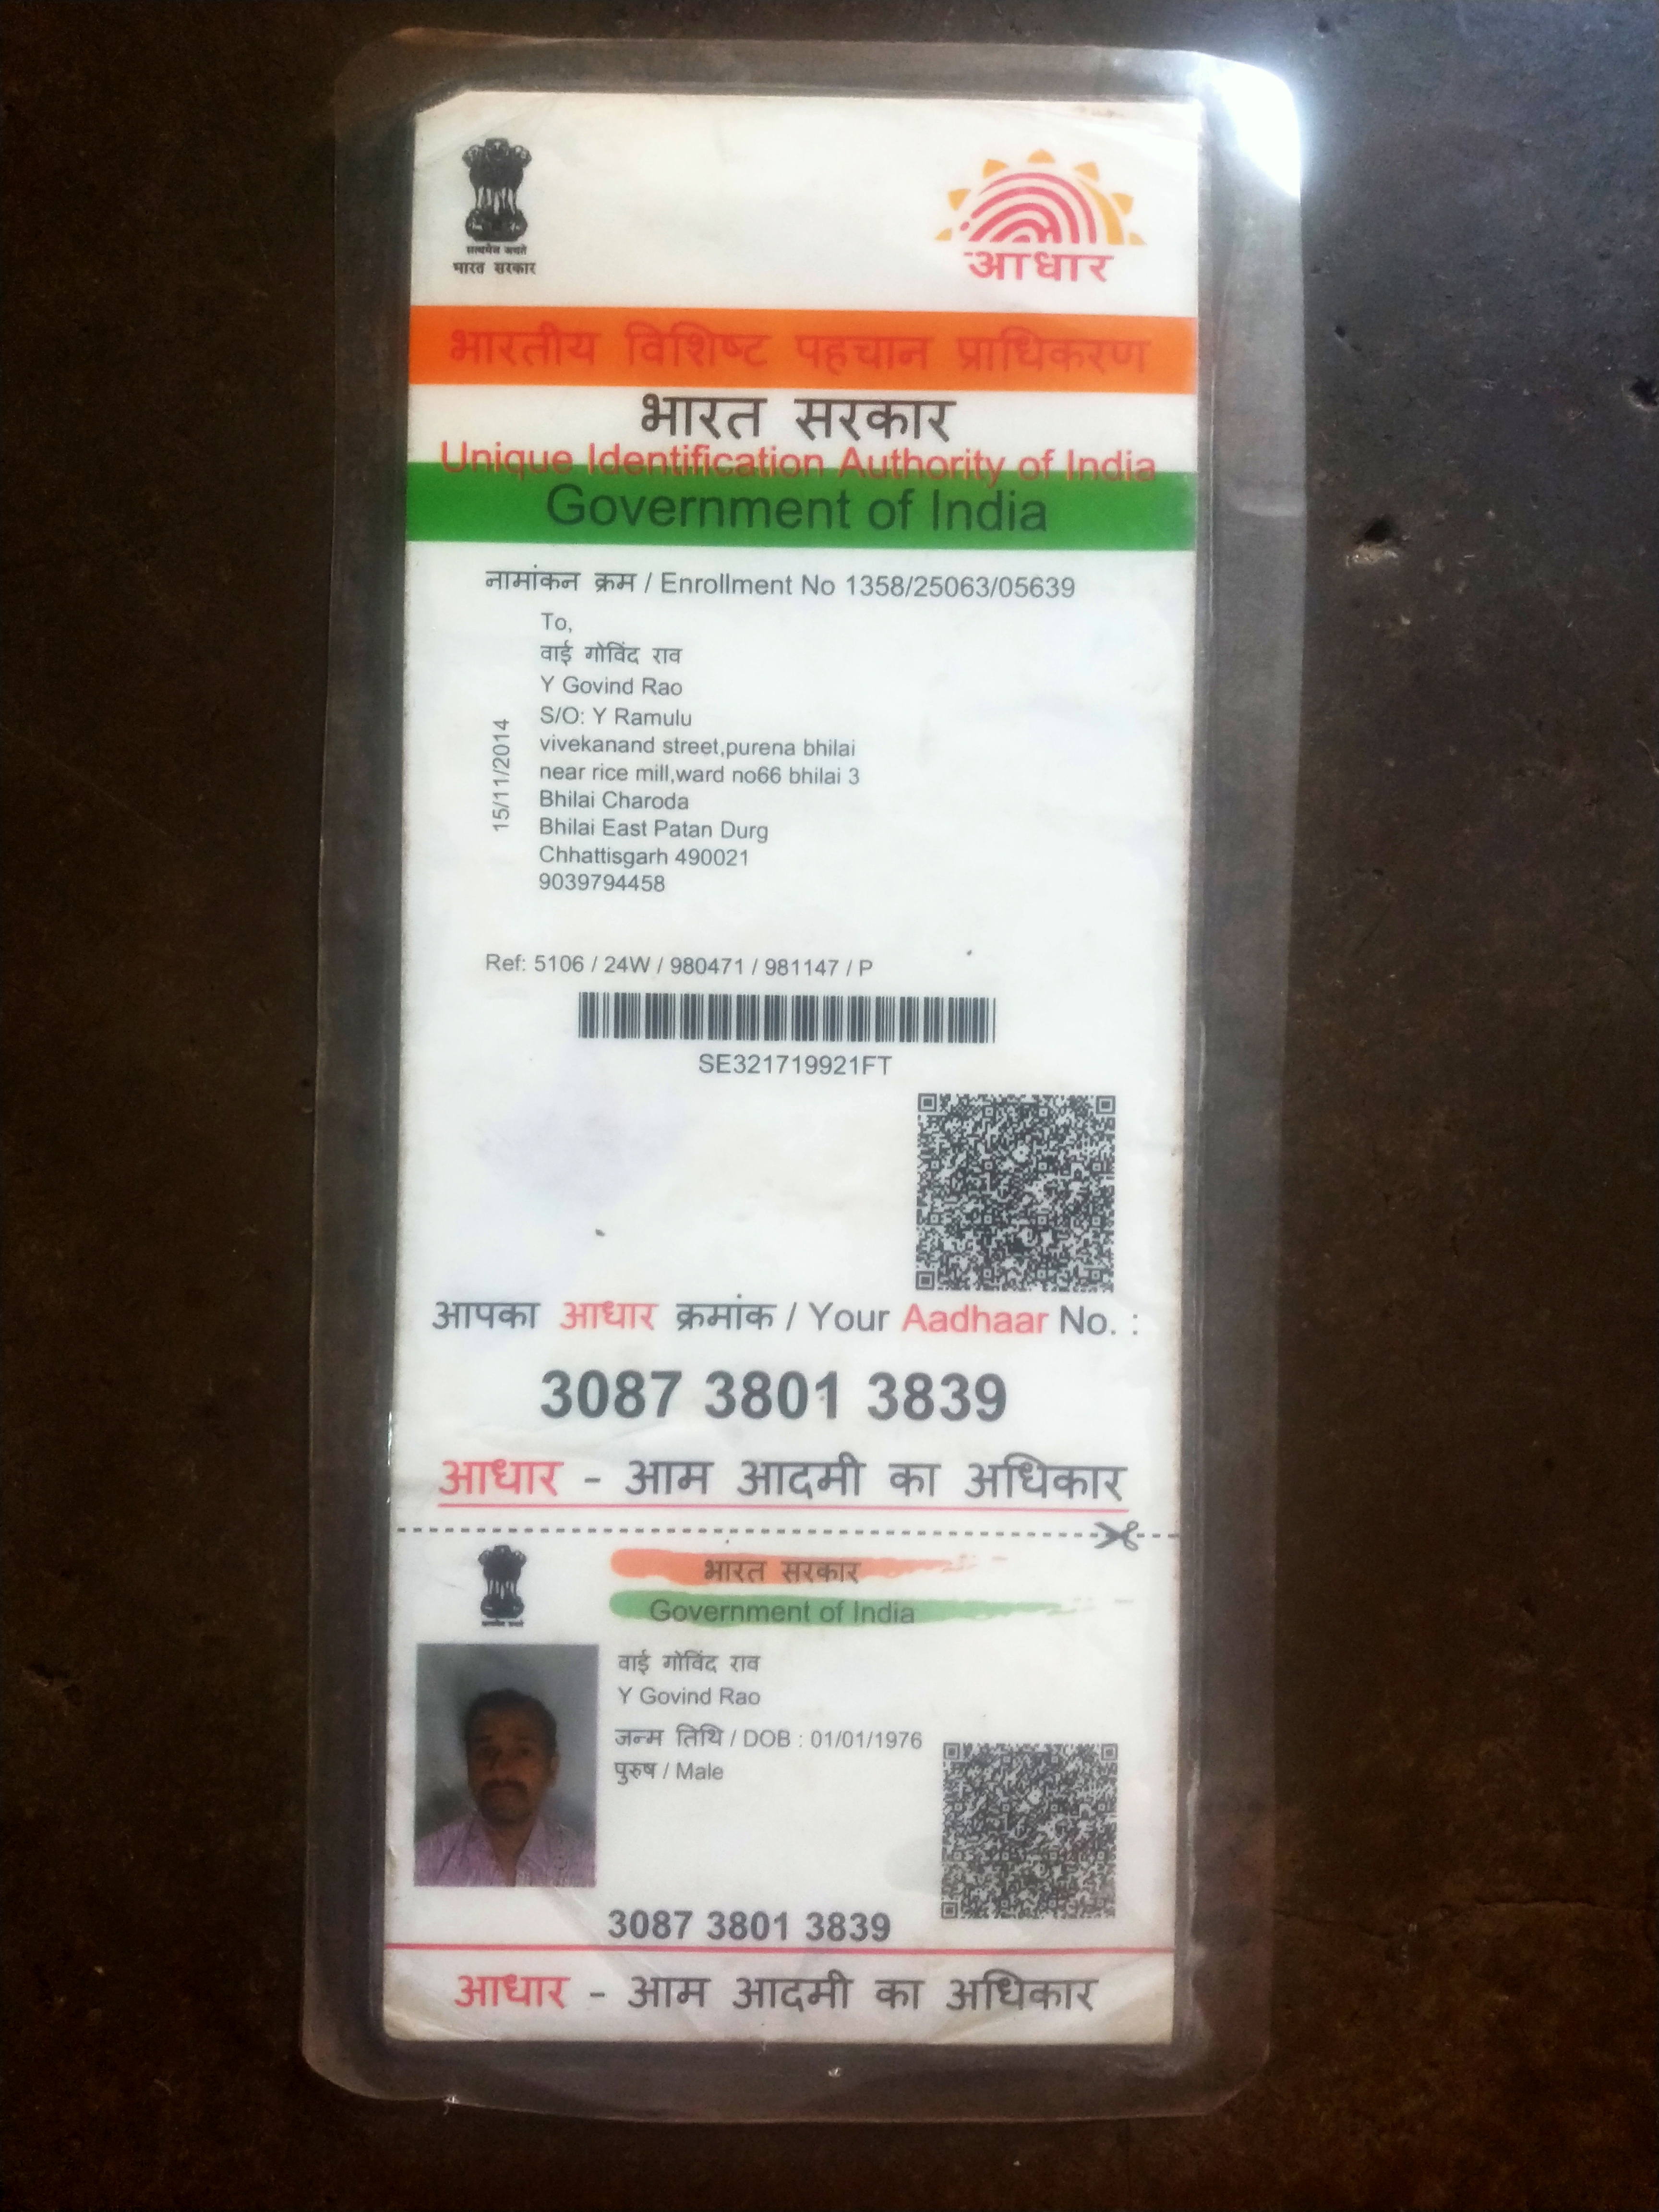 सत्यमेव जयते
भारत सरकार
आधार
भारतीय विशिष्ट पहचान प्राधिकरण
भारत सरकार
Unique Identification Authority of India
Government of India
नामांकन क्रम / Enrollment No 1358/25063/05639
To,
वाई गोविंद राव
Y Govind Rao
S/O: Y Ramulu
vivekanand street,purena bhilai
near rice mill,ward no66 bhilai 3
Bhilai Charoda
Bhilai East Patan Durg
Chhattisgarh 490021
9039794458
15/11/2014
Ref: 5106 / 24W / 980471 / 981147 / P
SE321719921FT
आपका आधार क्रमांक / Your Aadhaar No. :
3087 3801 3839
आधार - आम आदमी का अधिकार
भारत सरकार
Government of India
वाई गोविंद राव
Y Govind Rao
जन्म तिथि / DOB : 01/01/1976
पुरुष / Male
3087 3801 3839
आधार - आम आदमी का अधिकार